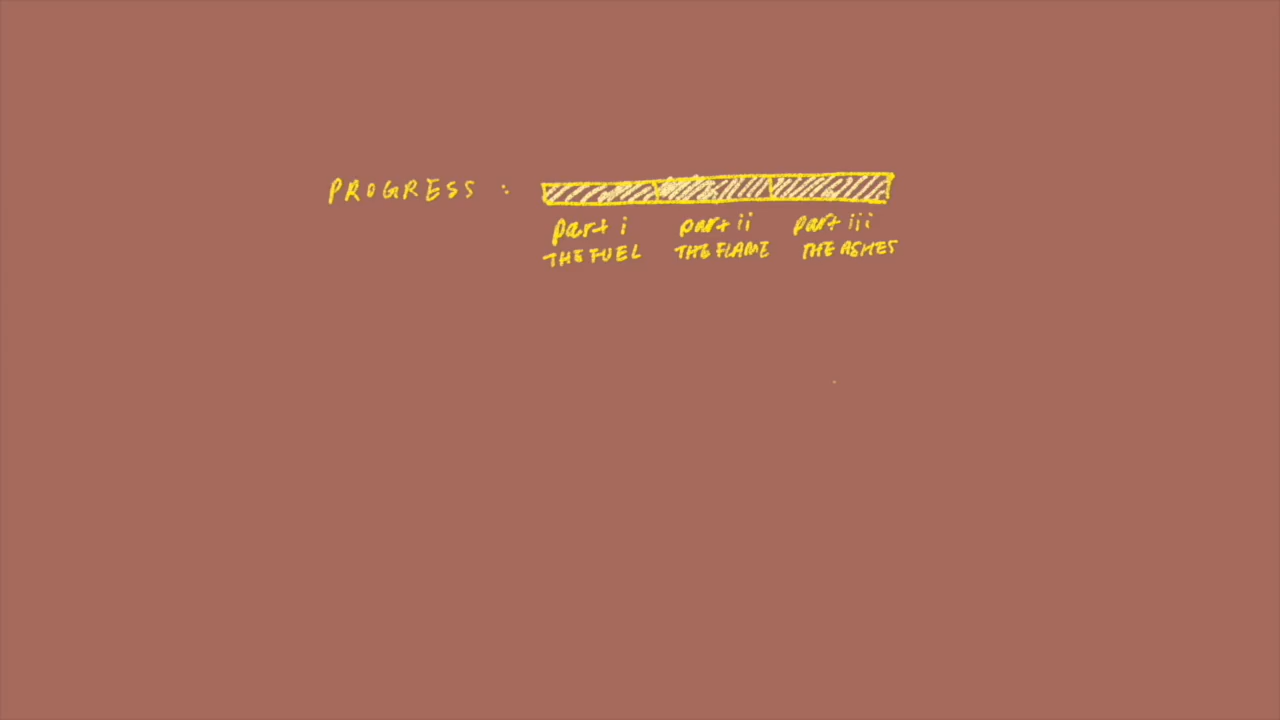 PROGRESS :
part i part ii part iii
THE FUEL THE FLAME THE ASHES